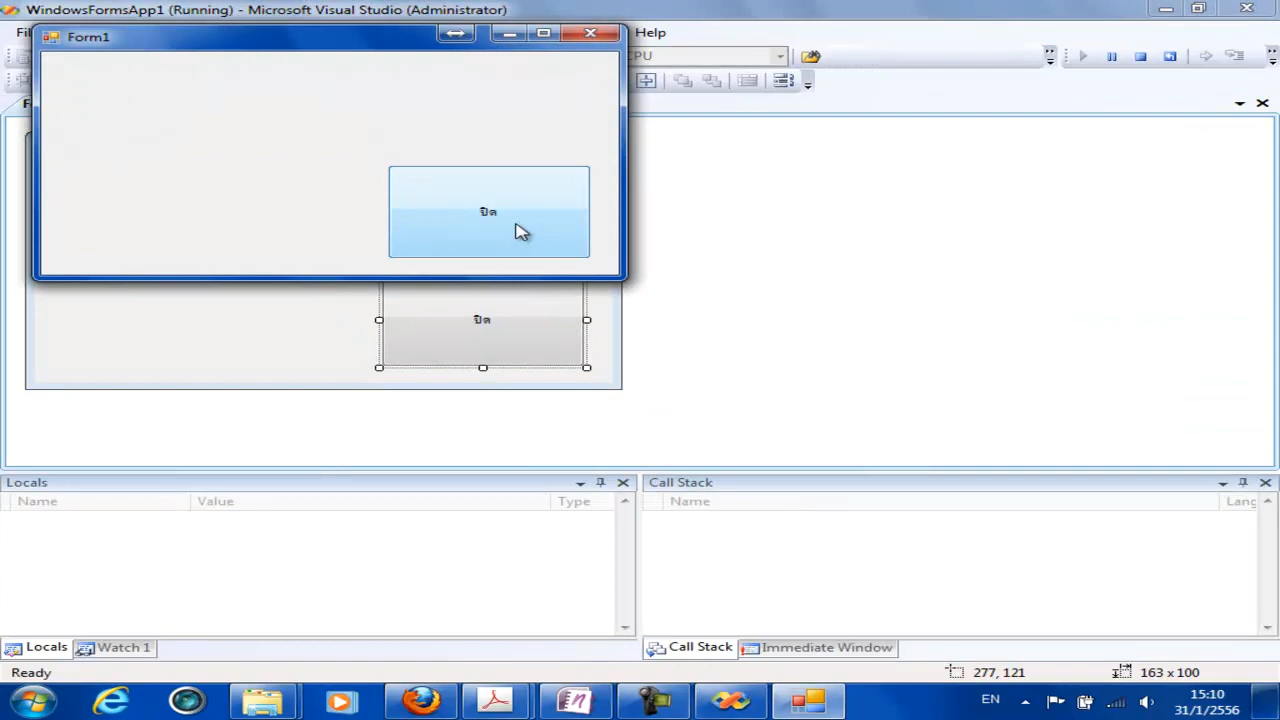 WindowsFormsApp1 (Running) - Microsoft Visual Studio (Administrator)
Form1
Help
ปิด
ปิด
Locals
Name Value Type
Call Stack
Name
Locals Watch 1
Call Stack Immediate Window
Ready
277, 121
163 x 100
EN
15:10
31/1/2556